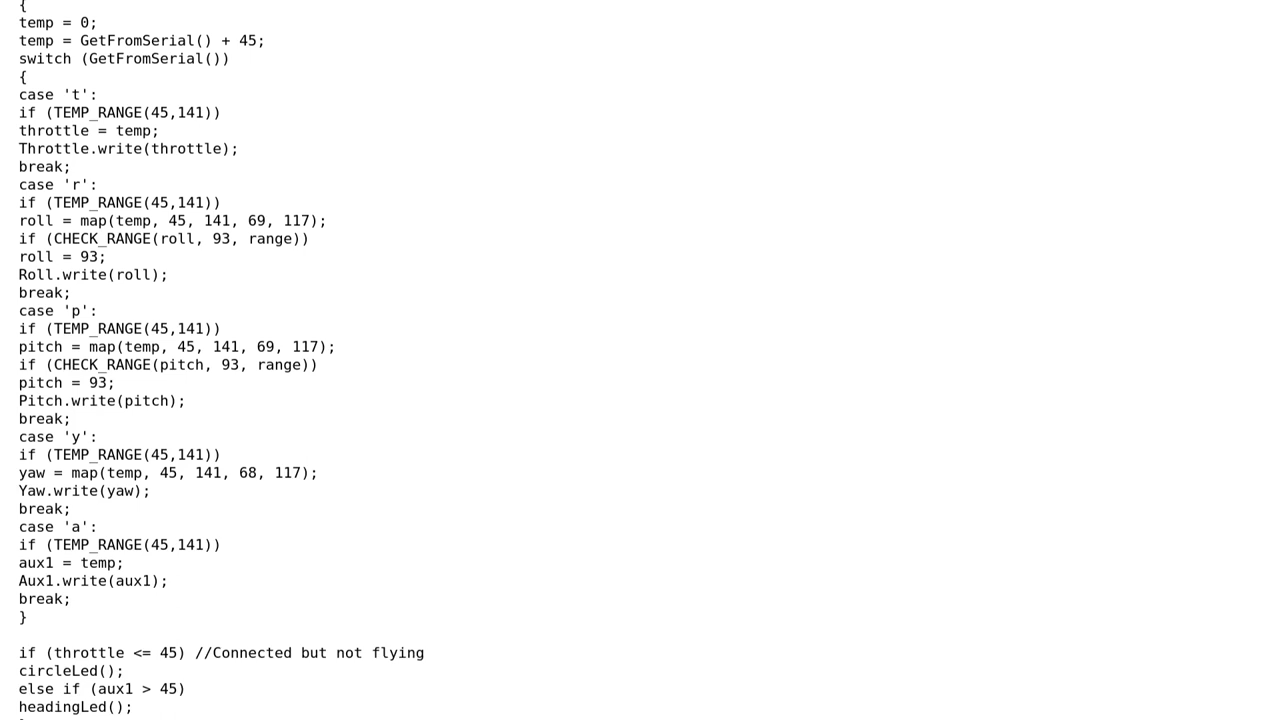 {
temp = 0;
temp = GetFromSerial() + 45;
switch (GetFromSerial())
{
case 't':
if (TEMP_RANGE(45,141))
throttle = temp;
Throttle.write(throttle);
break;
case 'r':
if (TEMP_RANGE(45,141))
roll = map(temp, 45, 141, 69, 117);
if (CHECK_RANGE(roll, 93, range))
roll = 93;
Roll.write(roll);
break;
case 'p':
if (TEMP_RANGE(45,141))
pitch = map(temp, 45, 141, 69, 117);
if (CHECK_RANGE(pitch, 93, range))
pitch = 93;
Pitch.write(pitch);
break;
case 'y':
if (TEMP_RANGE(45,141))
yaw = map(temp, 45, 141, 68, 117);
Yaw.write(yaw);
break;
case 'a':
if (TEMP_RANGE(45,141))
aux1 = temp;
Aux1.write(aux1);
break;
}
if (throttle <= 45) //Connected but not flying
circleLed();
else if (aux1 > 45)
headingLed();